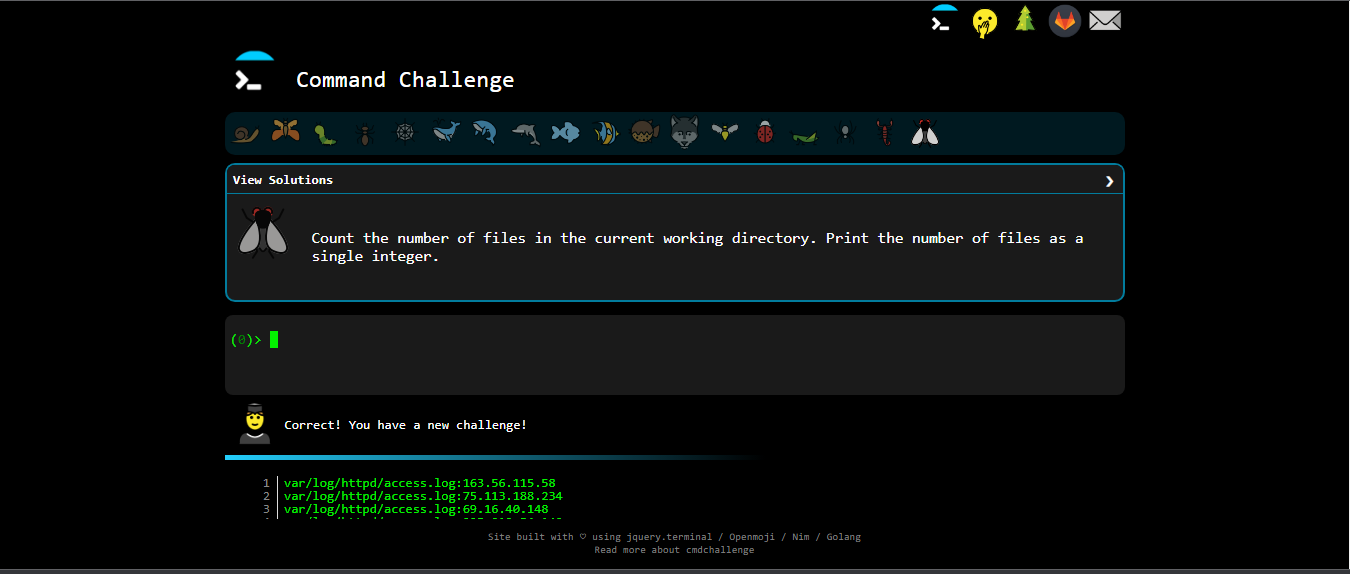 Command Challenge
View Solutions
Count the number of files in the current working directory. Print the number of files as a
single integer.
(0)>
Correct! You have a new challenge!
1 var/log/httpd/access.log:163.56.115.58
2 var/log/httpd/access.log:75.113.188.234
3 var/log/httpd/access.log:69.16.40.148
Site built with ♡ using jquery.terminal / Openmoji / Nim / Golang
Read more about cmdchallenge